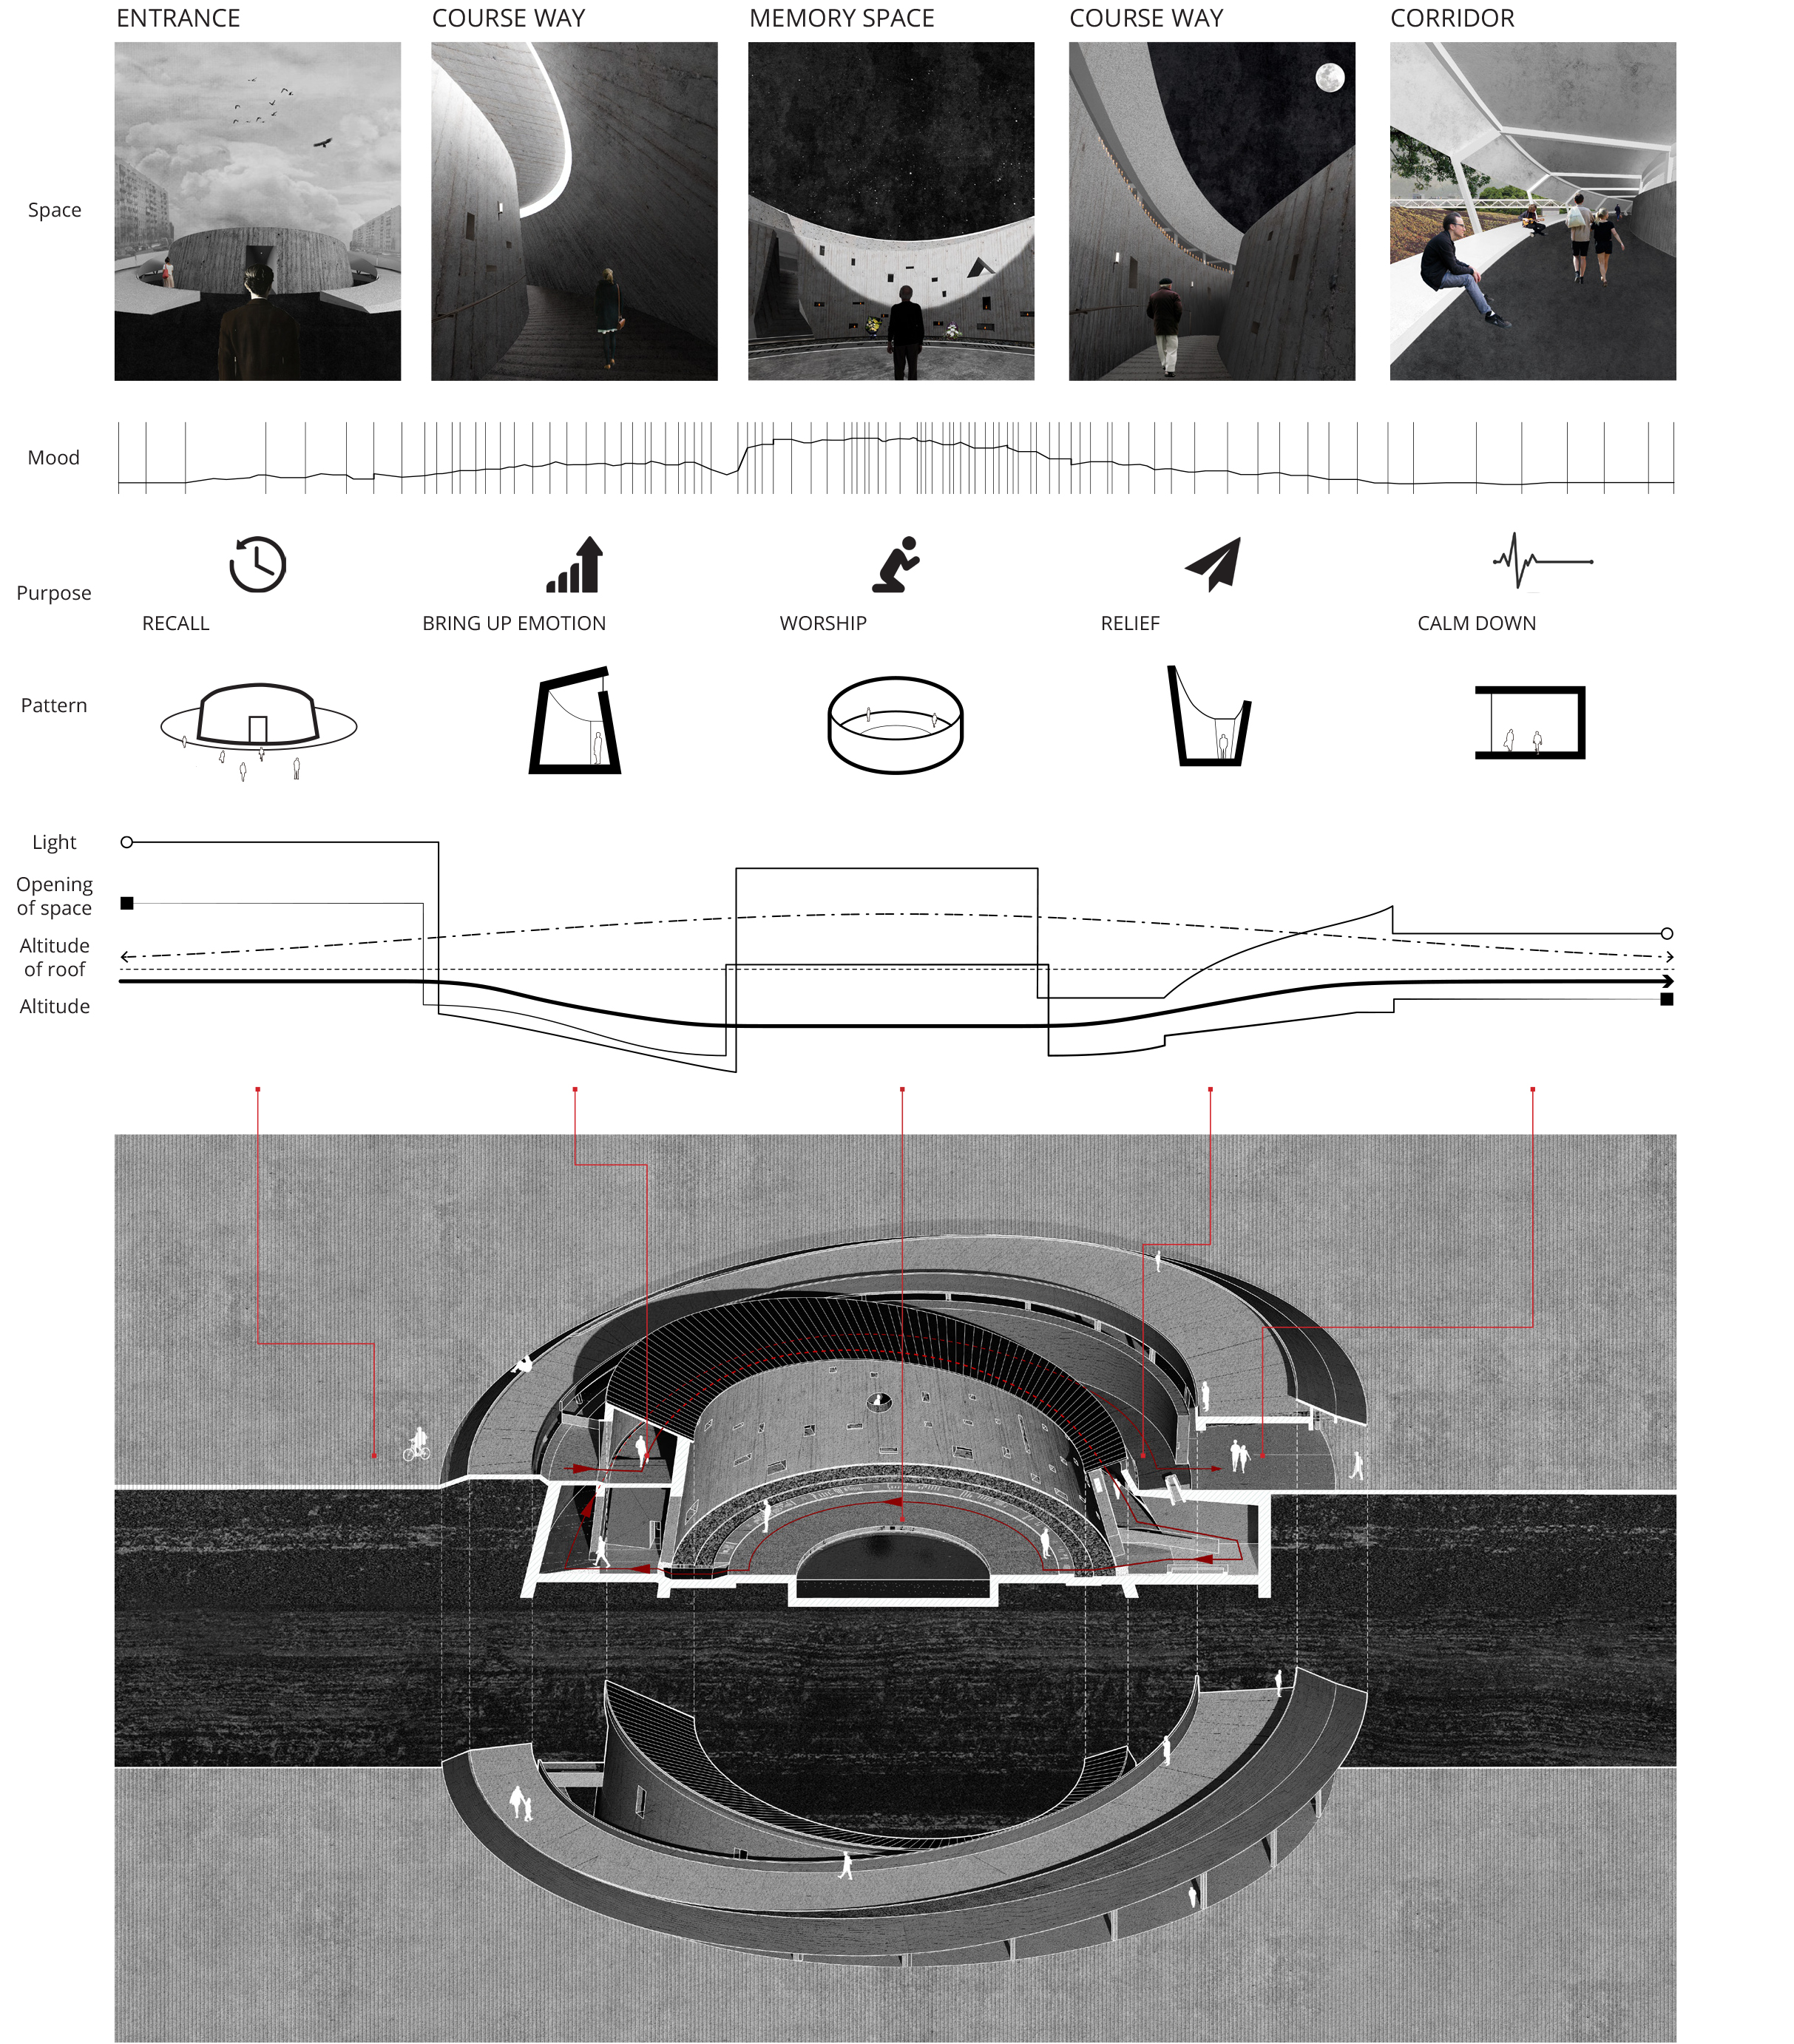 ENTRANCE
COURSE WAY
MEMORY SPACE
COURSE WAY
CORRIDOR
Space
Mood
Purpose
RECALL
BRING UP EMOTION
WORSHIP
RELIEF
CALM DOWN
Pattern
Light
Opening
of space
Altitude
of roof
Altitude